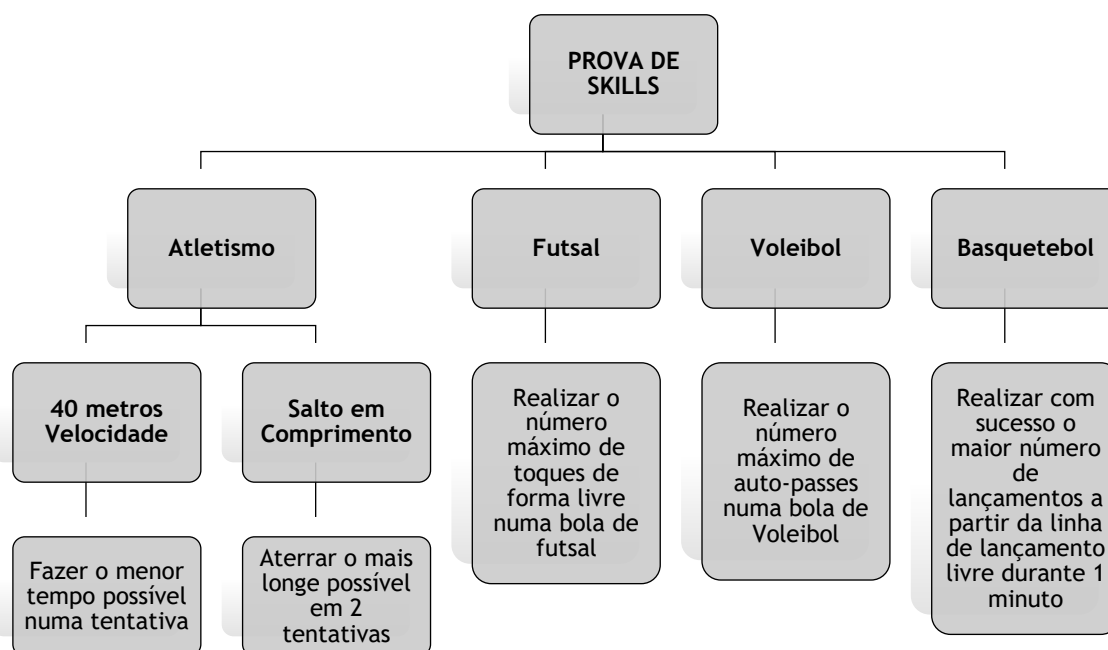 PROVA DE
SKILLS
Atletismo
Futsal
Voleibol
Basquetebol
40 metros
Velocidade
Salto em
Comprimento
Realizar o
número
máximo de
toques de
forma livre
numa bola de
futsal
Realizar o
número
máximo de
auto-passes
numa bola de
Voleibol
Realizar com
sucesso o
maior número
de
lançamentos a
partir da linha
de lançamento
livre durante 1
minuto
Fazer o menor
tempo possível
numa tentativa
Aterrar o mais
longe possível
em 2
tentativas